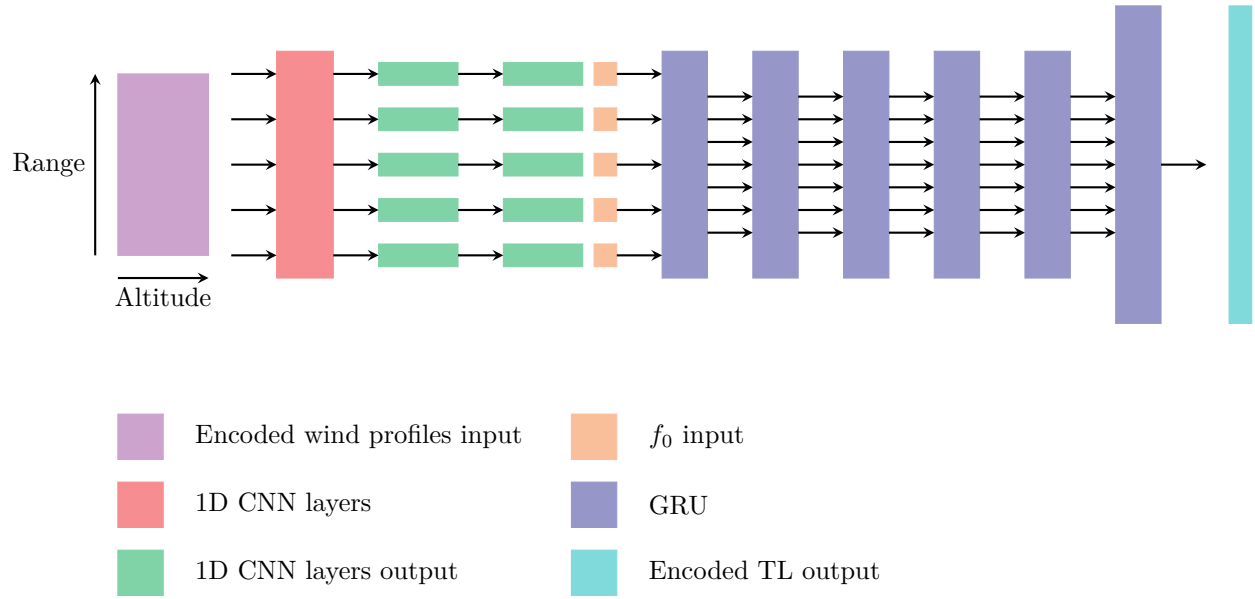 Range
Altitude
Encoded wind profiles input
1D CNN layers
1D CNN layers output
f₀ input
GRU
Encoded TL output